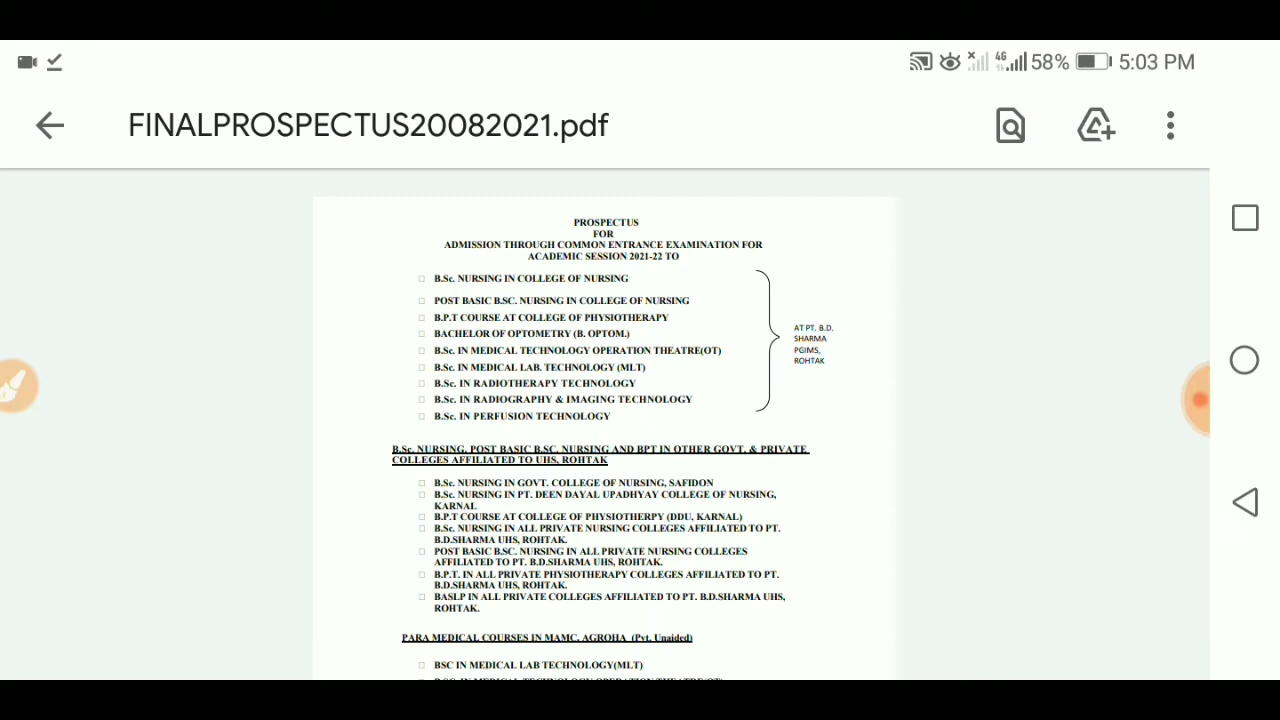 4G 58% 5:03 PM
FINALPROSPECTUS20082021.pdf
PROSPECTUS
FOR
ADMISSION THROUGH COMMON ENTRANCE EXAMINATION FOR
ACADEMIC SESSION 2021-22 TO
B.Sc. NURSING IN COLLEGE OF NURSING
POST BASIC B.SC. NURSING IN COLLEGE OF NURSING
B.P.T COURSE AT COLLEGE OF PHYSIOTHERAPY
BACHELOR OF OPTOMETRY (B. OPTOM.)
B.Sc. IN MEDICAL TECHNOLOGY OPERATION THEATRE(OT)
B.Sc. IN MEDICAL LAB. TECHNOLOGY (MLT)
B.Sc. IN RADIOTHERAPY TECHNOLOGY
B.Sc. IN RADIOGRAPHY & IMAGING TECHNOLOGY
B.Sc. IN PERFUSION TECHNOLOGY
AT PT. B.D.
SHARMA
PGIMS,
ROHTAK
B.Sc. NURSING, POST BASIC B.SC. NURSING AND BPT IN OTHER GOVT. & PRIVATE
COLLEGES AFFILIATED TO UHS, ROHTAK
B.Sc. NURSING IN GOVT. COLLEGE OF NURSING, SAFIDON
B.Sc. NURSING IN PT. DEEN DAYAL UPADHYAY COLLEGE OF NURSING,
KARNAL
B.P.T COURSE AT COLLEGE OF PHYSIOTHERPY (DDU, KARNAL)
B.Sc. NURSING IN ALL PRIVATE NURSING COLLEGES AFFILIATED TO PT.
B.D.SHARMA UHS, ROHTAK.
POST BASIC B.SC. NURSING IN ALL PRIVATE NURSING COLLEGES
AFFILIATED TO PT. B.D.SHARMA UHS, ROHTAK.
B.P.T. IN ALL PRIVATE PHYSIOTHERAPY COLLEGES AFFILIATED TO PT.
B.D.SHARMA UHS, ROHTAK.
BASLP IN ALL PRIVATE COLLEGES AFFILIATED TO PT. B.D.SHARMA UHS,
ROHTAK.
PARA MEDICAL COURSES IN MAMC, AGROHA (Pvt. Unaided)
BSC IN MEDICAL LAB TECHNOLOGY(MLT)